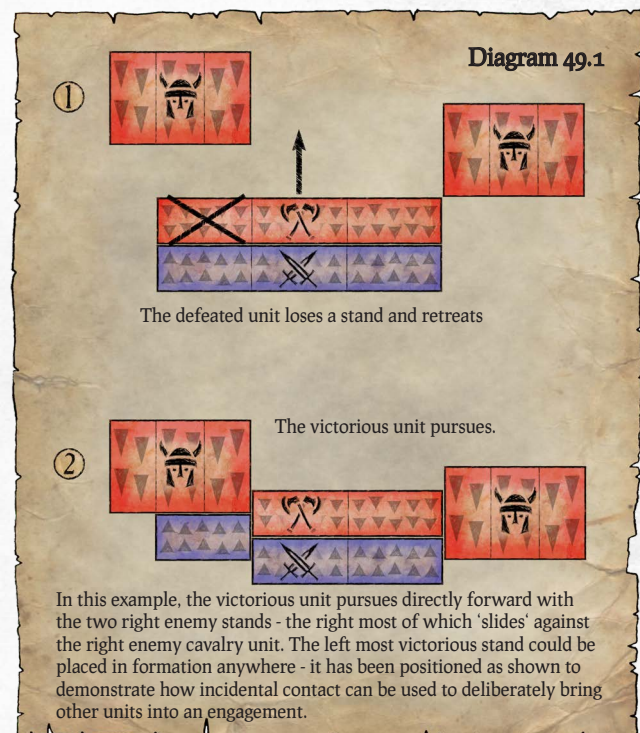 Diagram 49.1
1
The defeated unit loses a stand and retreats
The victorious unit pursues.
2
In this example, the victorious unit pursues directly forward with
the two right enemy stands - the right most of which ‘slides‘ against
the right enemy cavalry unit. The left most victorious stand could be
placed in formation anywhere - it has been positioned as shown to
demonstrate how incidental contact can be used to deliberately bring
other units into an engagement.